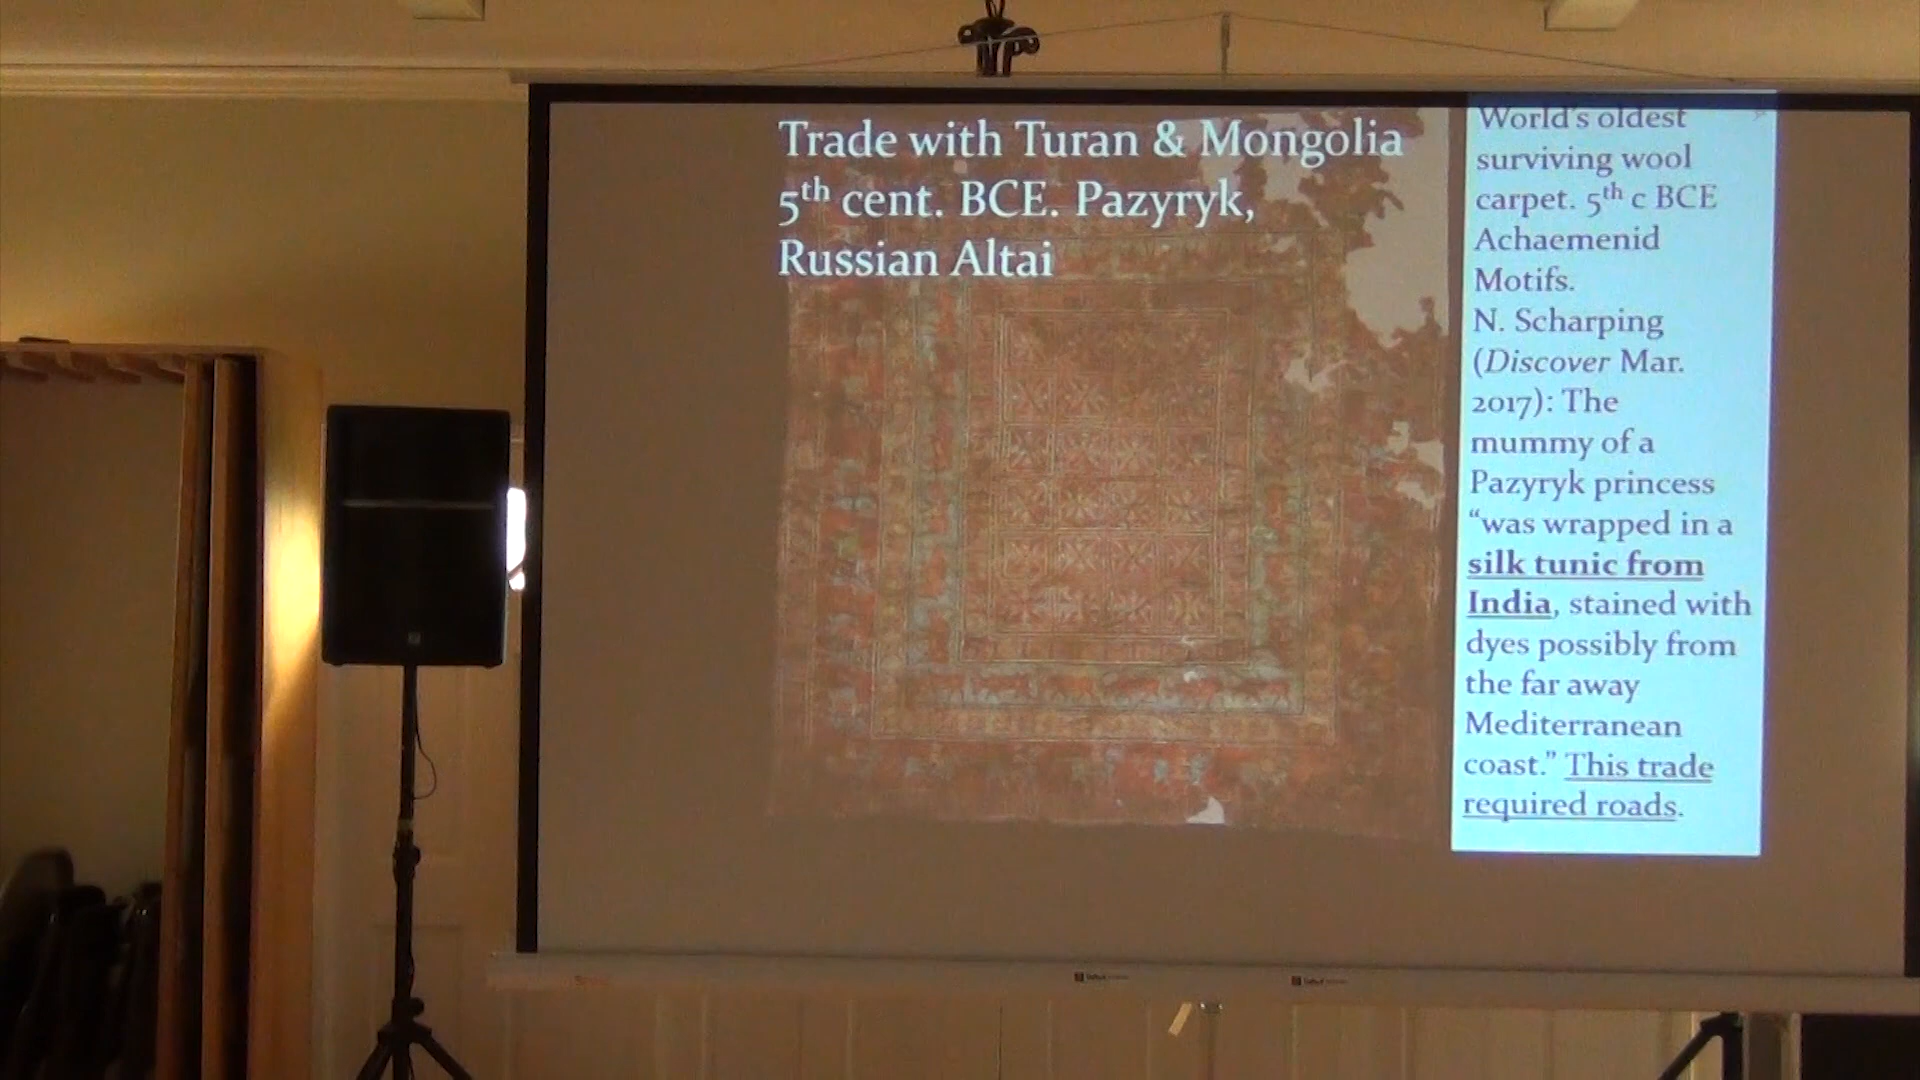 Trade with Turan & Mongolia
5th cent. BCE. Pazyryk,
Russian Altai
World's oldest
surviving wool
carpet. 5th c BCE
Achaemenid
Motifs.
N. Scharping
(Discover Mar.
2017): The
mummy of a
Pazyryk princess
“was wrapped in a
silk tunic from
India, stained with
dyes possibly from
the far away
Mediterranean
coast.” This trade
required roads.